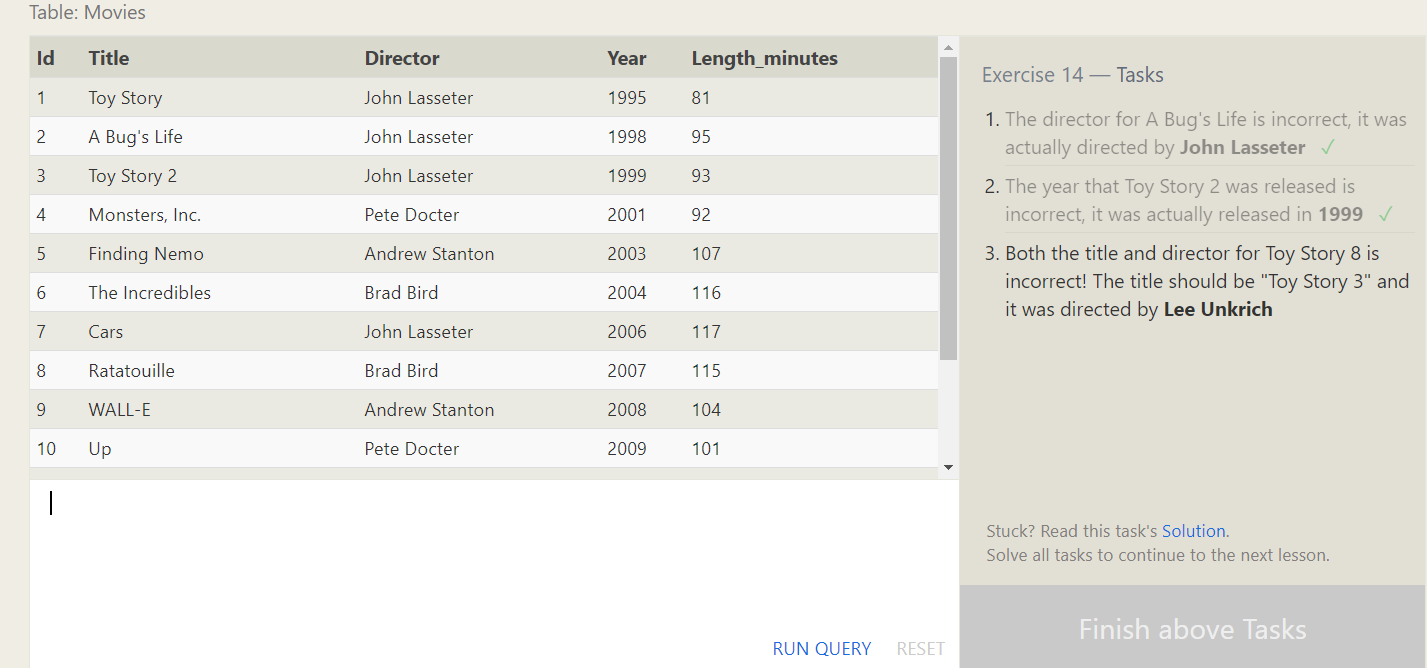 Table: Movies
Id Title Director Year Length_minutes
1 Toy Story John Lasseter 1995 81
2 A Bug's Life John Lasseter 1998 95
3 Toy Story 2 John Lasseter 1999 93
4 Monsters, Inc. Pete Docter 2001 92
5 Finding Nemo Andrew Stanton 2003 107
6 The Incredibles Brad Bird 2004 116
7 Cars John Lasseter 2006 117
8 Ratatouille Brad Bird 2007 115
9 WALL-E Andrew Stanton 2008 104
10 Up Pete Docter 2009 101
RUN QUERY RESET
Exercise 14 — Tasks
1. The director for A Bug's Life is incorrect, it was
actually directed by John Lasseter ✓
2. The year that Toy Story 2 was released is
incorrect, it was actually released in 1999 ✓
3. Both the title and director for Toy Story 8 is
incorrect! The title should be "Toy Story 3" and
it was directed by Lee Unkrich
Stuck? Read this task's Solution.
Solve all tasks to continue to the next lesson.
Finish above Tasks